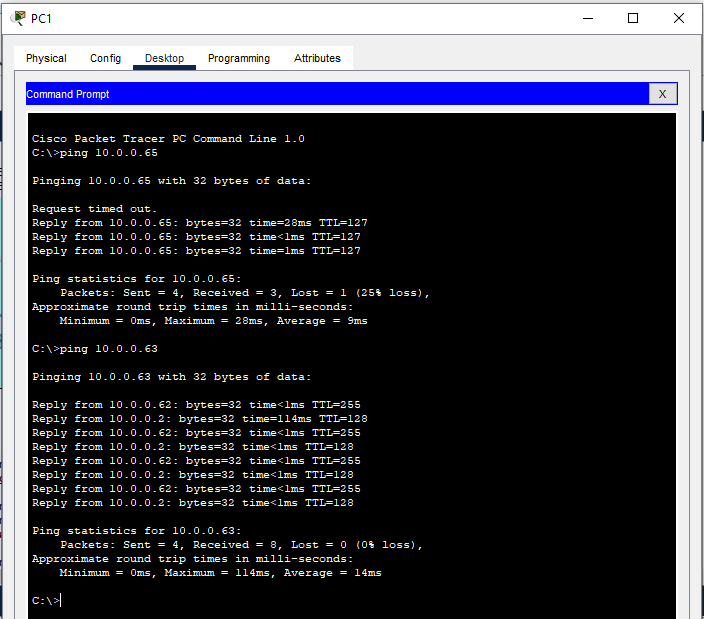 PC1
Physical Config Desktop Programming Attributes
Command Prompt X
Cisco Packet Tracer PC Command Line 1.0
C:\>ping 10.0.0.65
Pinging 10.0.0.65 with 32 bytes of data:
Request timed out.
Reply from 10.0.0.65: bytes=32 time=28ms TTL=127
Reply from 10.0.0.65: bytes=32 time<1ms TTL=127
Reply from 10.0.0.65: bytes=32 time=1ms TTL=127
Ping statistics for 10.0.0.65:
Packets: Sent = 4, Received = 3, Lost = 1 (25% loss),
Approximate round trip times in milli-seconds:
Minimum = 0ms, Maximum = 28ms, Average = 9ms
C:\>ping 10.0.0.63
Pinging 10.0.0.63 with 32 bytes of data:
Reply from 10.0.0.62: bytes=32 time<1ms TTL=255
Reply from 10.0.0.2: bytes=32 time=114ms TTL=128
Reply from 10.0.0.62: bytes=32 time<1ms TTL=255
Reply from 10.0.0.2: bytes=32 time<1ms TTL=128
Reply from 10.0.0.62: bytes=32 time<1ms TTL=255
Reply from 10.0.0.2: bytes=32 time<1ms TTL=128
Reply from 10.0.0.62: bytes=32 time<1ms TTL=255
Reply from 10.0.0.2: bytes=32 time<1ms TTL=128
Ping statistics for 10.0.0.63:
Packets: Sent = 4, Received = 8, Lost = 0 (0% loss),
Approximate round trip times in milli-seconds:
Minimum = 0ms, Maximum = 114ms, Average = 14ms
C:\>